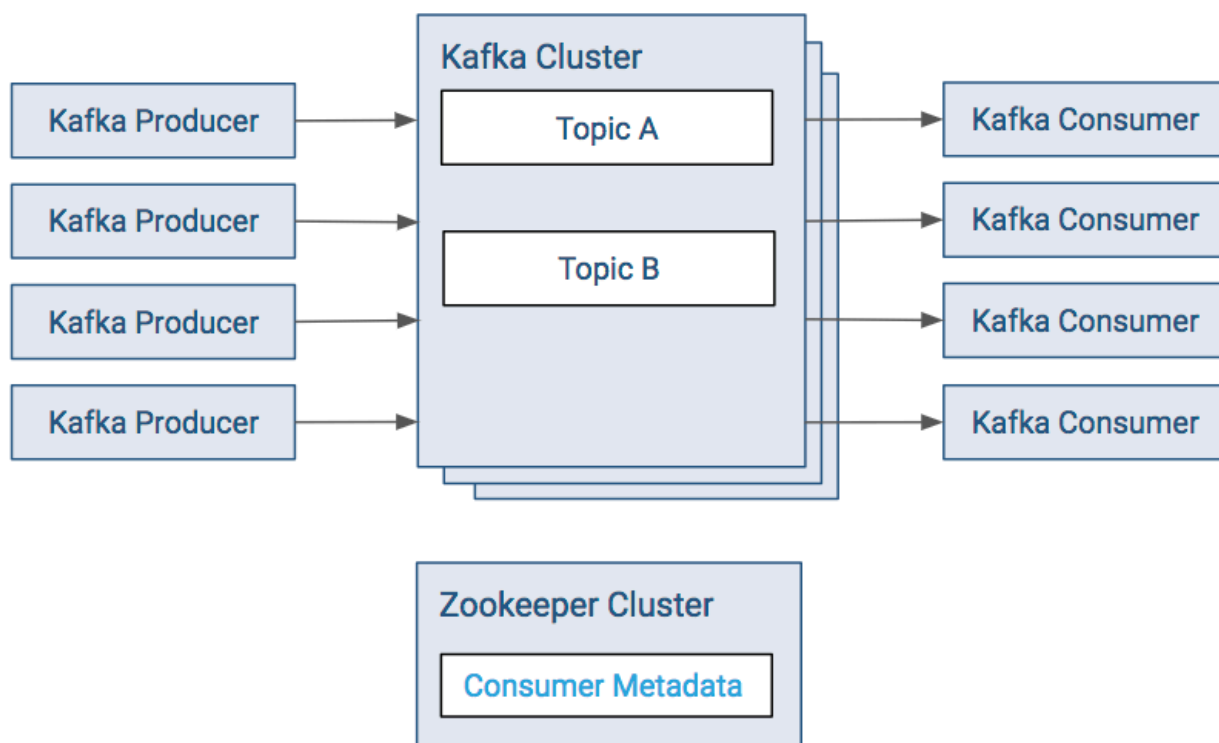 Kafka Cluster
Kafka Producer
Topic A
Kafka Consumer
Kafka Producer
Kafka Consumer
Topic B
Kafka Producer
Kafka Consumer
Kafka Producer
Kafka Consumer
Zookeeper Cluster
Consumer Metadata